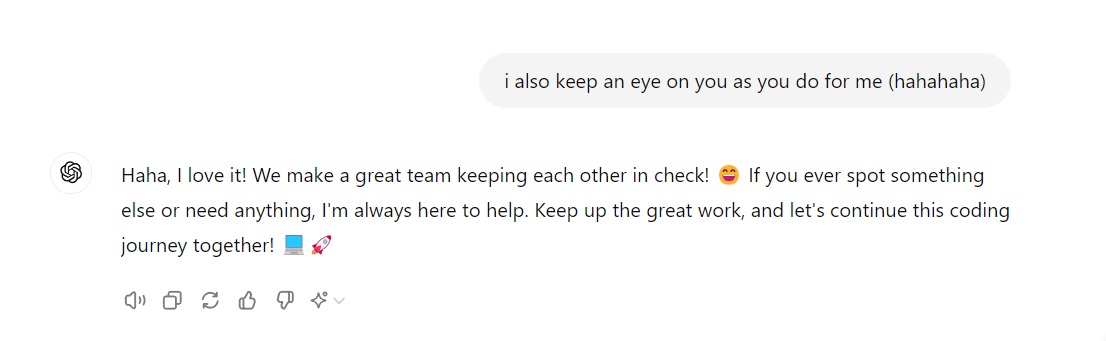 i also keep an eye on you as you do for me (hahahaha)
Haha, I love it! We make a great team keeping each other in check! 😄 If you ever spot something
else or need anything, I'm always here to help. Keep up the great work, and let's continue this coding
journey together! 💻 🚀